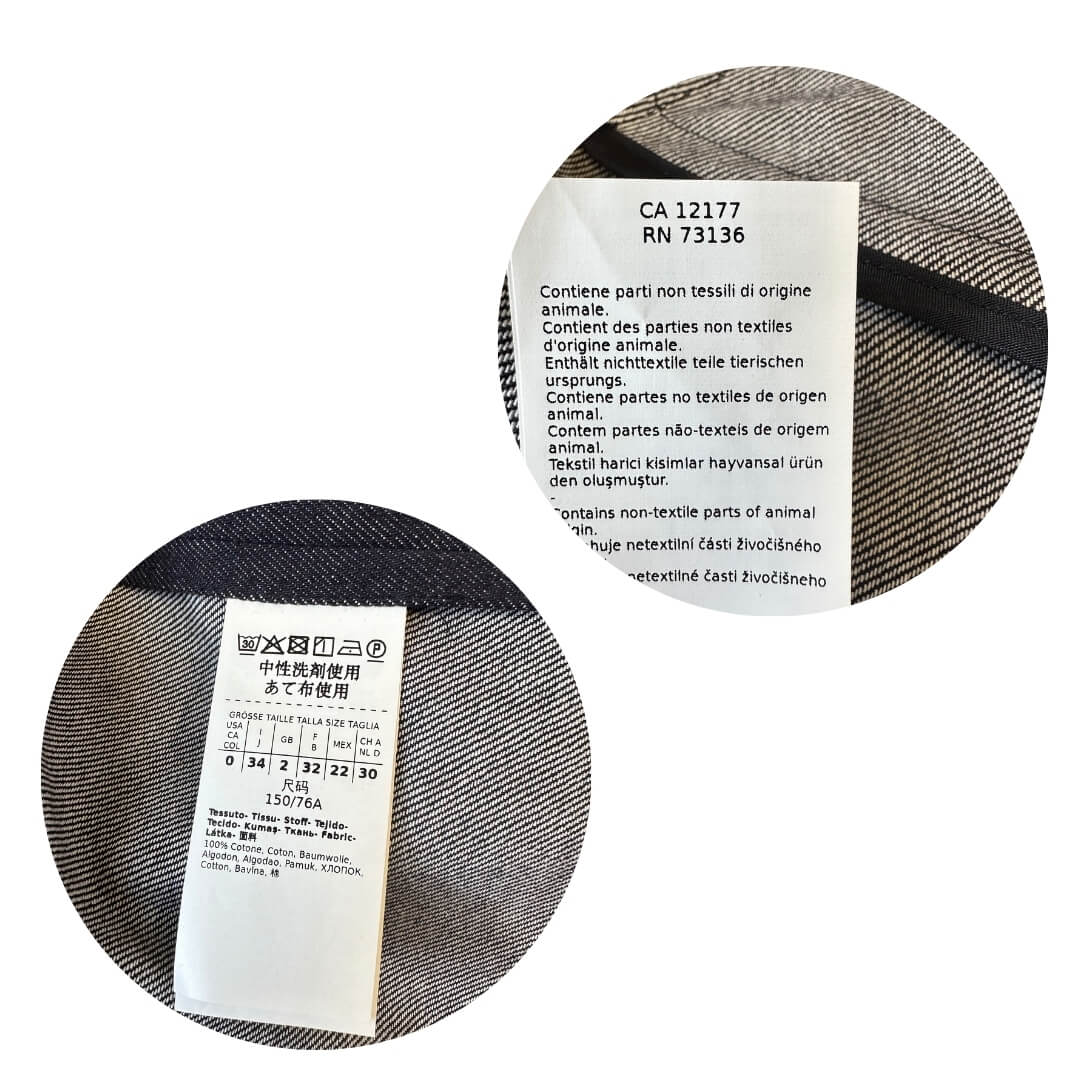 CA 12177
RN 73136
Contiene parti non tessili di origine
animale.
Contient des parties non textiles
d'origine animale.
Enthält nichttextile teile tierischen
ursprungs.
Contiene partes no textiles de origen
animal.
Contem partes não-texteis de origem
animal.
Tekstil harici kisimlar hayvansal ürün
den oluşmuştur.
-
Contains non-textile parts of animal
netextilní části živočišného
netextilné časti živočišneho
30 P
中性洗剤使用
あて布使用
GRÖSSE TAILLE TALLA SIZE TAGLIA
USA CA COL I J GB F B MEX CH A NL D
0 34 2 32 22 30
尺码
150/76A
Tessuto- Tissu- Stoff- Tejido-
Tecido- Kumaş- Ткань- Fabric-
Látka- 面料
100% Cotone, Coton, Baumwolle,
Algodon, Algodao, Pamuk, ХЛОПОК,
Cotton, Bavlna, 棉